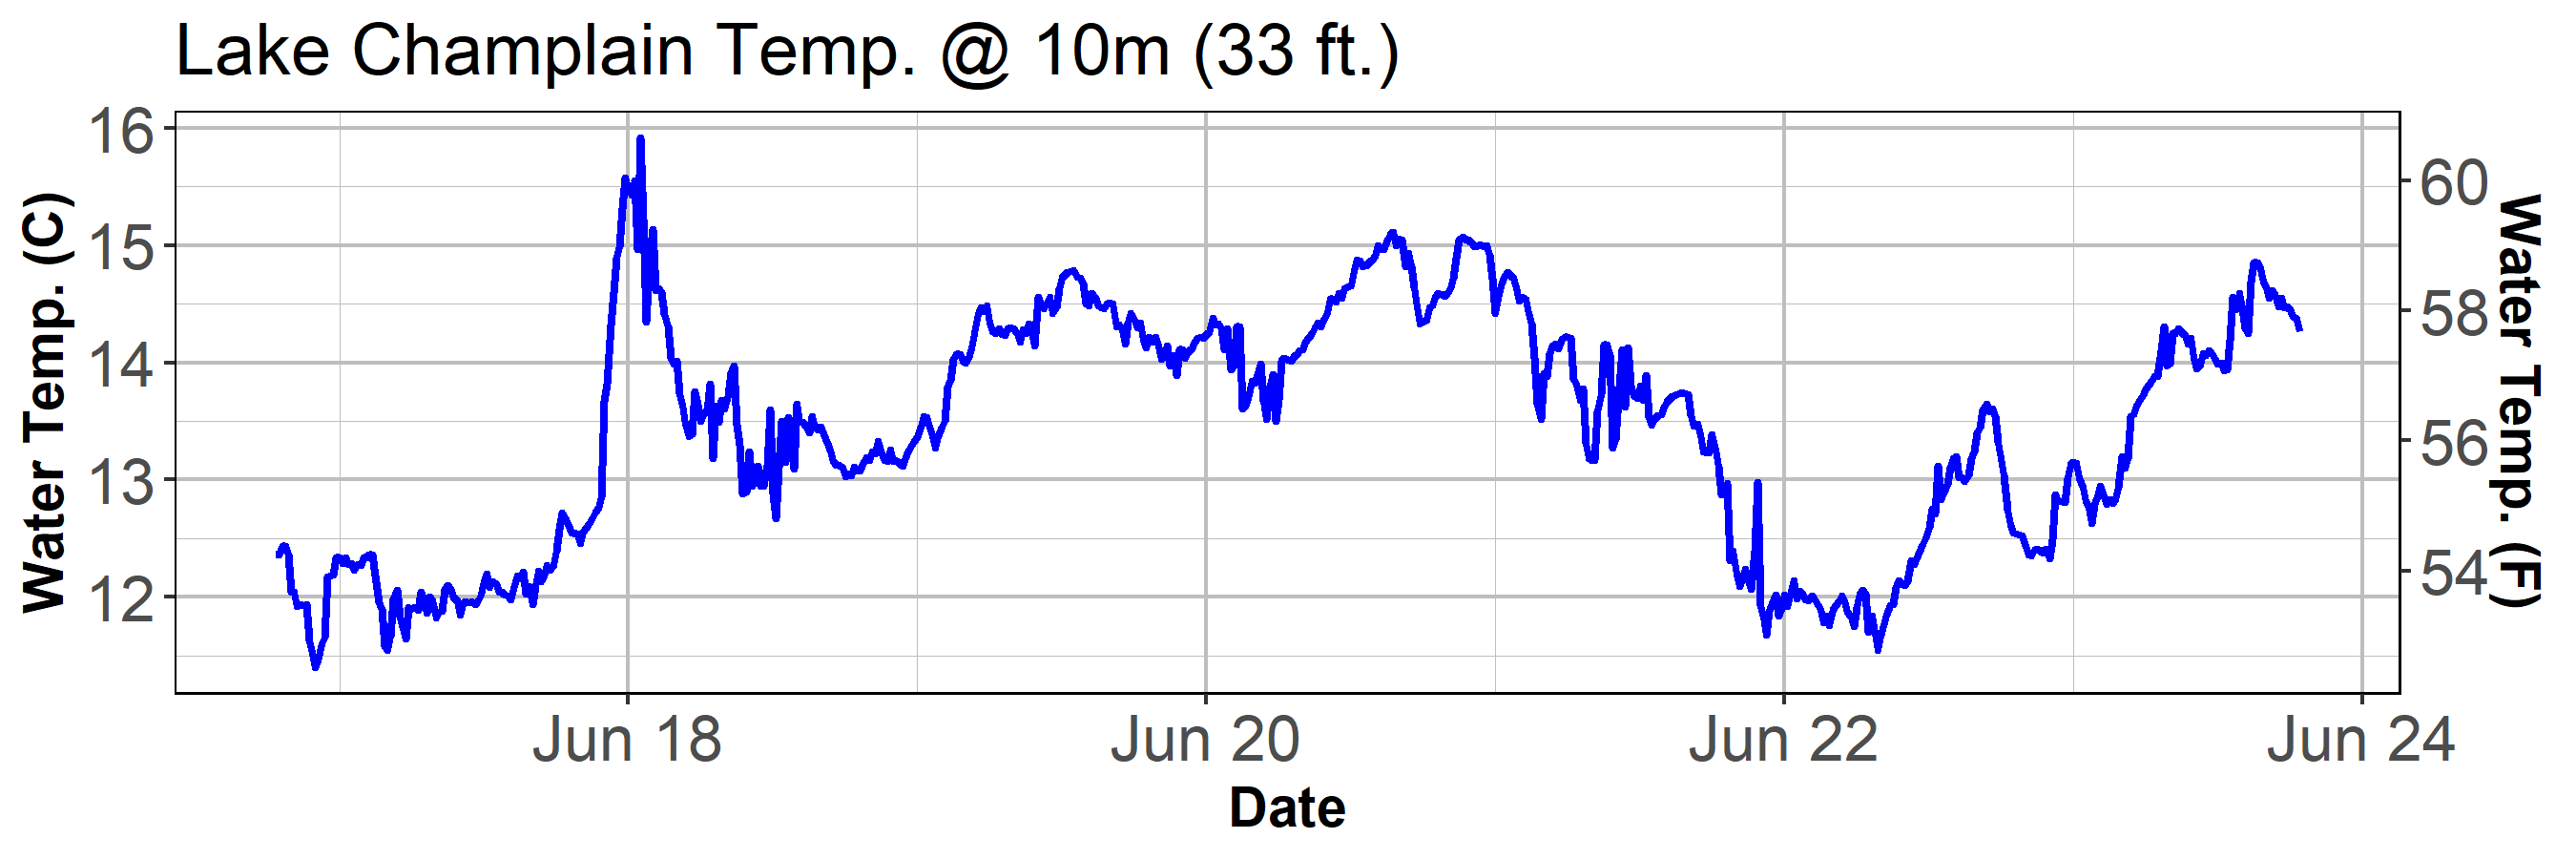 Lake Champlain Temp. @ 10m (33 ft.)
Water Temp. (C)
16
15
14
13
12
60
58
56
54
Water Temp. (F)
Jun 18 Jun 20 Jun 22 Jun 24
Date